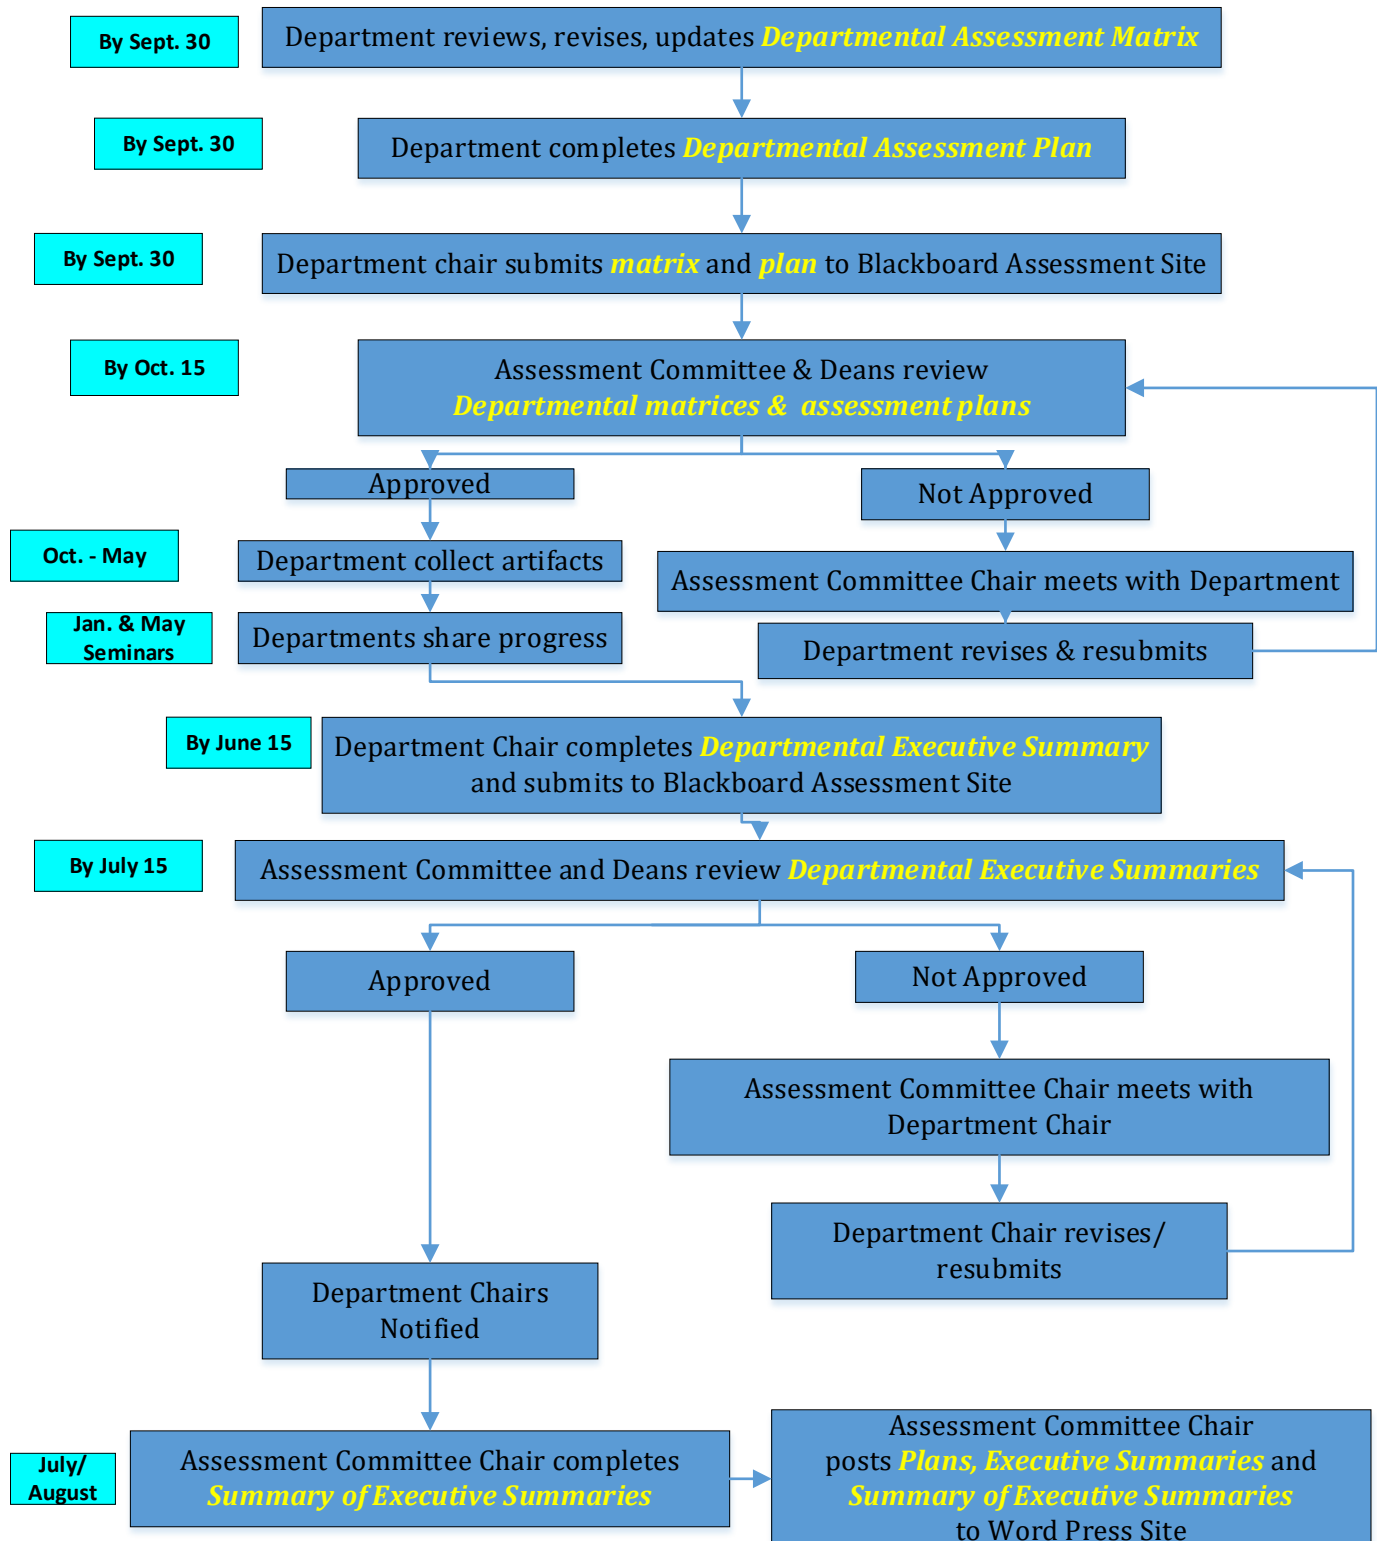 By Sept. 30
Department reviews, revises, updates Departmental Assessment Matrix
By Sept. 30
Department completes Departmental Assessment Plan
By Sept. 30
Department chair submits matrix and plan to Blackboard Assessment Site
By Oct. 15
Assessment Committee & Deans review
Departmental matrices & assessment plans
Approved
Not Approved
Oct. - May
Department collect artifacts
Assessment Committee Chair meets with Department
Jan. & May
Seminars
Departments share progress
Department revises & resubmits
By June 15
Department Chair completes Departmental Executive Summary
and submits to Blackboard Assessment Site
By July 15
Assessment Committee and Deans review Departmental Executive Summaries
Approved
Not Approved
Assessment Committee Chair meets with
Department Chair
Department Chair revises/
resubmits
Department Chairs
Notified
July/
August
Assessment Committee Chair completes
Summary of Executive Summaries
Assessment Committee Chair
posts Plans, Executive Summaries and
Summary of Executive Summaries
to Word Press Site